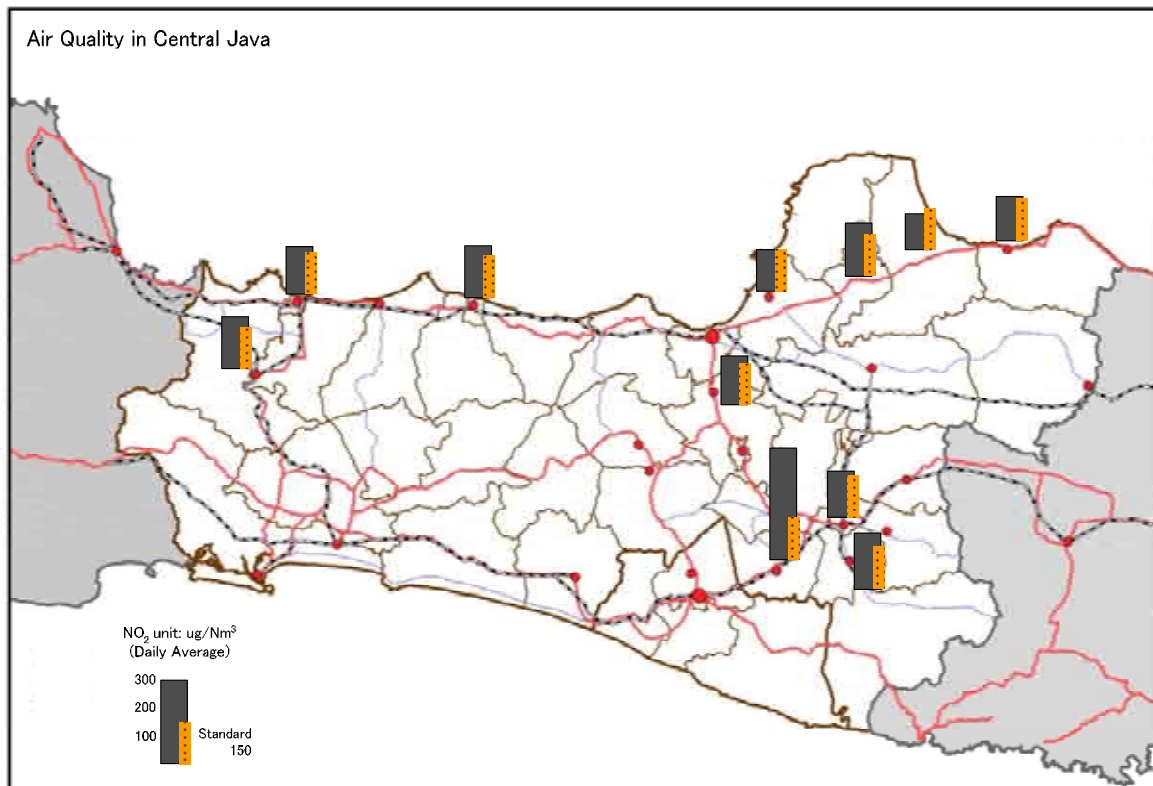 Air Quality in Central Java
NO2 unit: ug/Nm3
(Daily Average)
300
200
100
Standard
150